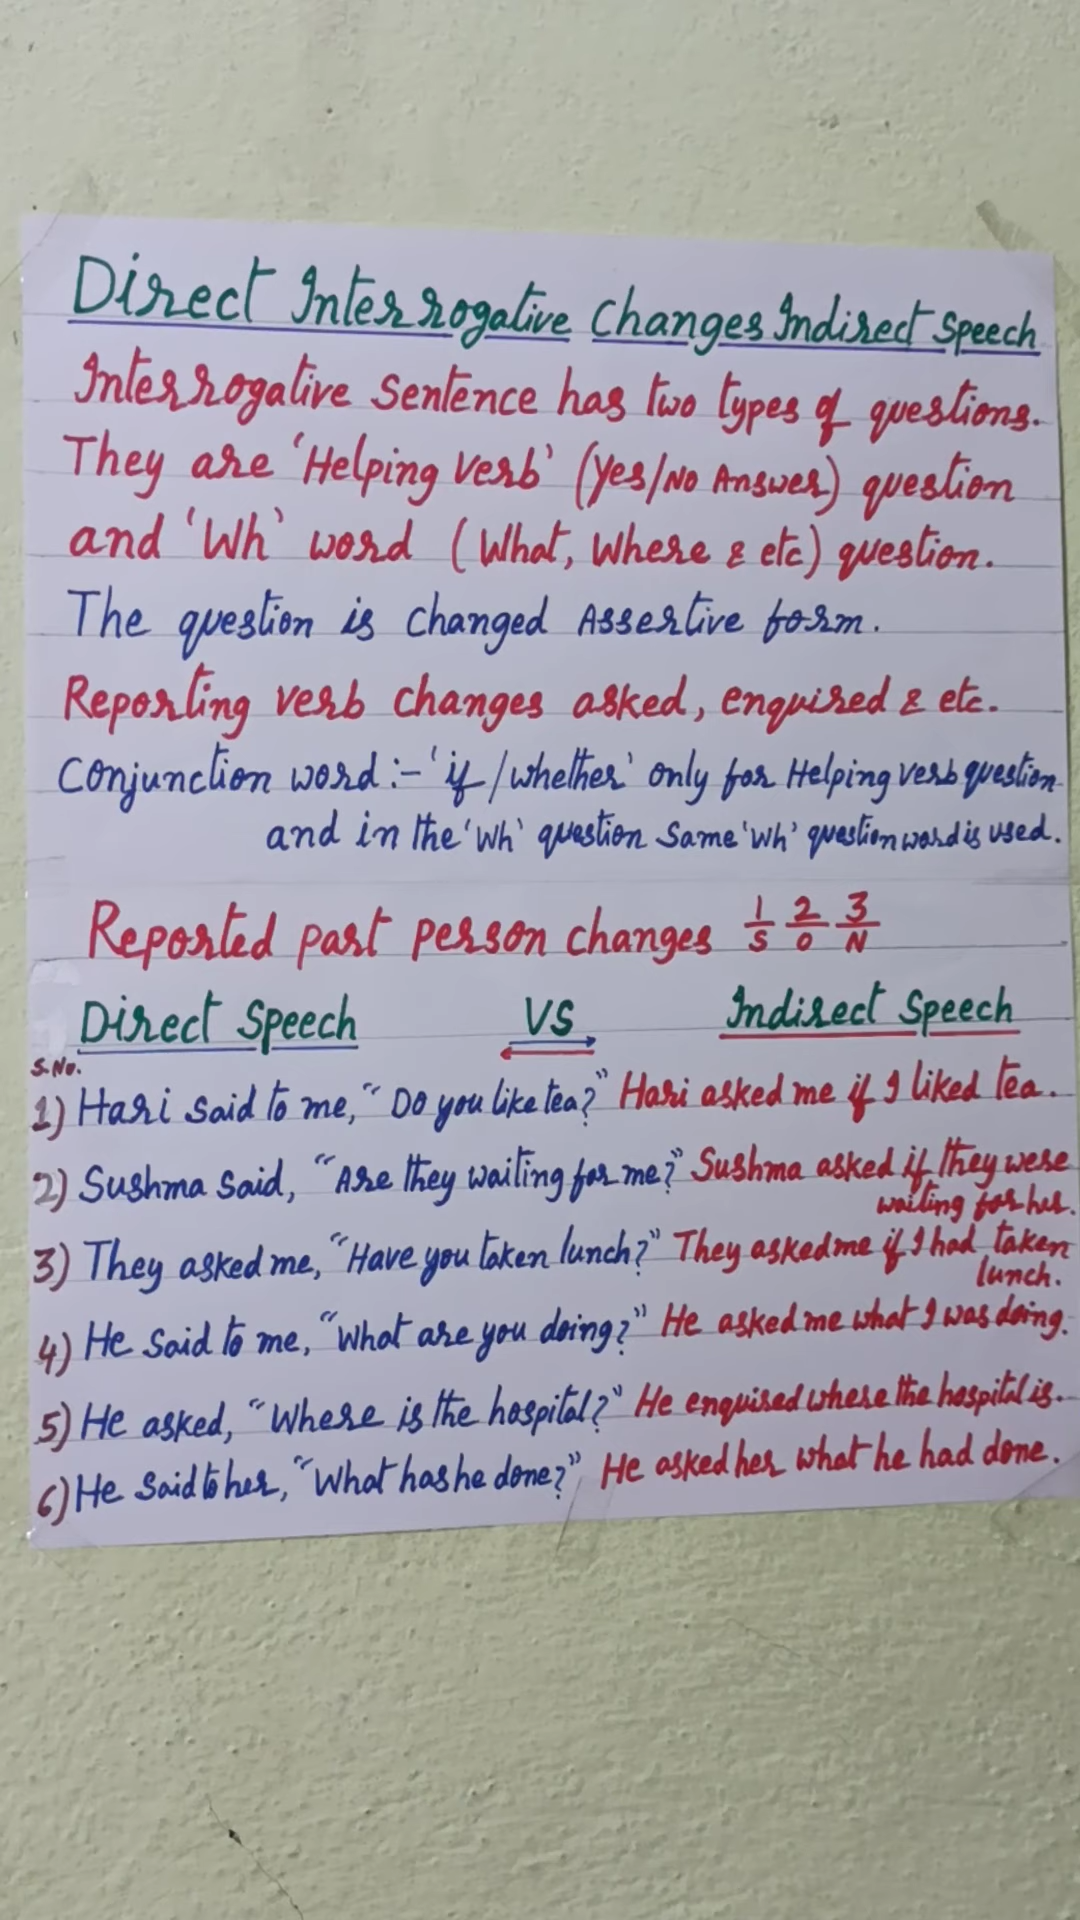 Direct Interrogative Changes Indirect Speech
Interrogative Sentence has two types of questions.
They are 'Helping Verb' (Yes/No Answer) question
and 'Wh' word (What, Where & etc) question.
The question is changed Assertive form.
Reporting verb changes asked, enquired & etc.
Conjunction word :- 'if/whether' only for Helping verb question
and in the 'Wh' question Same 'Wh' question word is used.
Reported part person changes 1/S 2/O 3/N
Direct Speech VS Indirect Speech
S.No.
1) Hari Said to me, "Do you like tea?" Hari asked me if I liked tea.
2) Sushma Said, "Are they waiting for me?" Sushma asked if they were
waiting for her.
3) They asked me, "Have you taken lunch?" They asked me if I had taken
lunch.
4) He Said to me, "What are you doing?" He asked me what I was doing.
5) He asked, "Where is the hospital?" He enquired where the hospital is.
6) He Said to her, "What has he done?" He asked her what he had done.